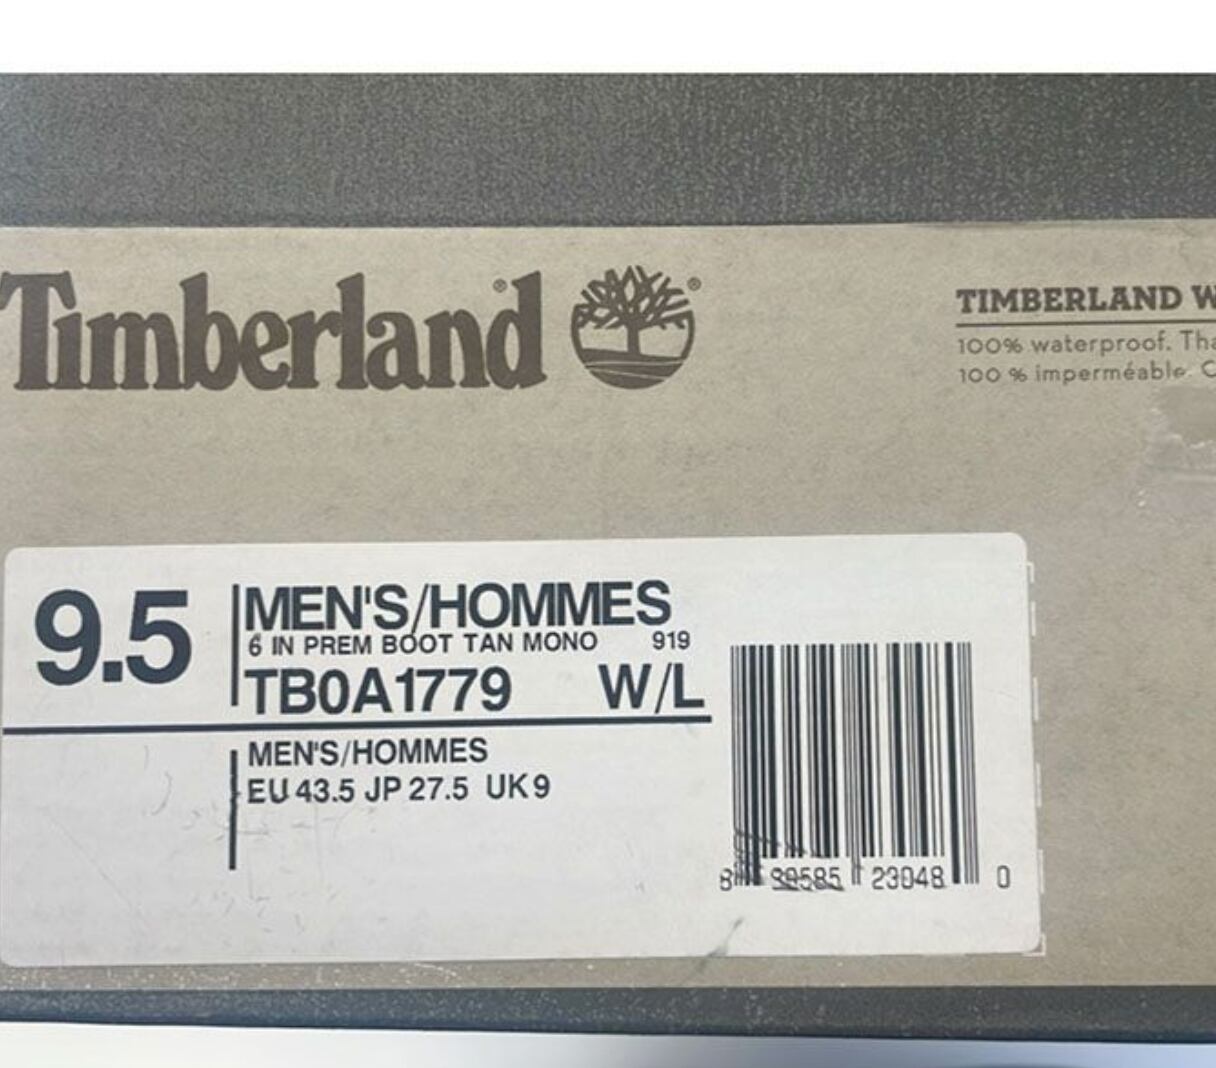 Timberland®
®
TIMBERLAND W
100% waterproof. Tha
100 % imperméable. C
9.5
MEN'S/HOMMES
6 IN PREM BOOT TAN MONO 919
TB0A1779 W/L
MEN'S/HOMMES
EU 43.5 JP 27.5 UK 9
8 89585 23048 0